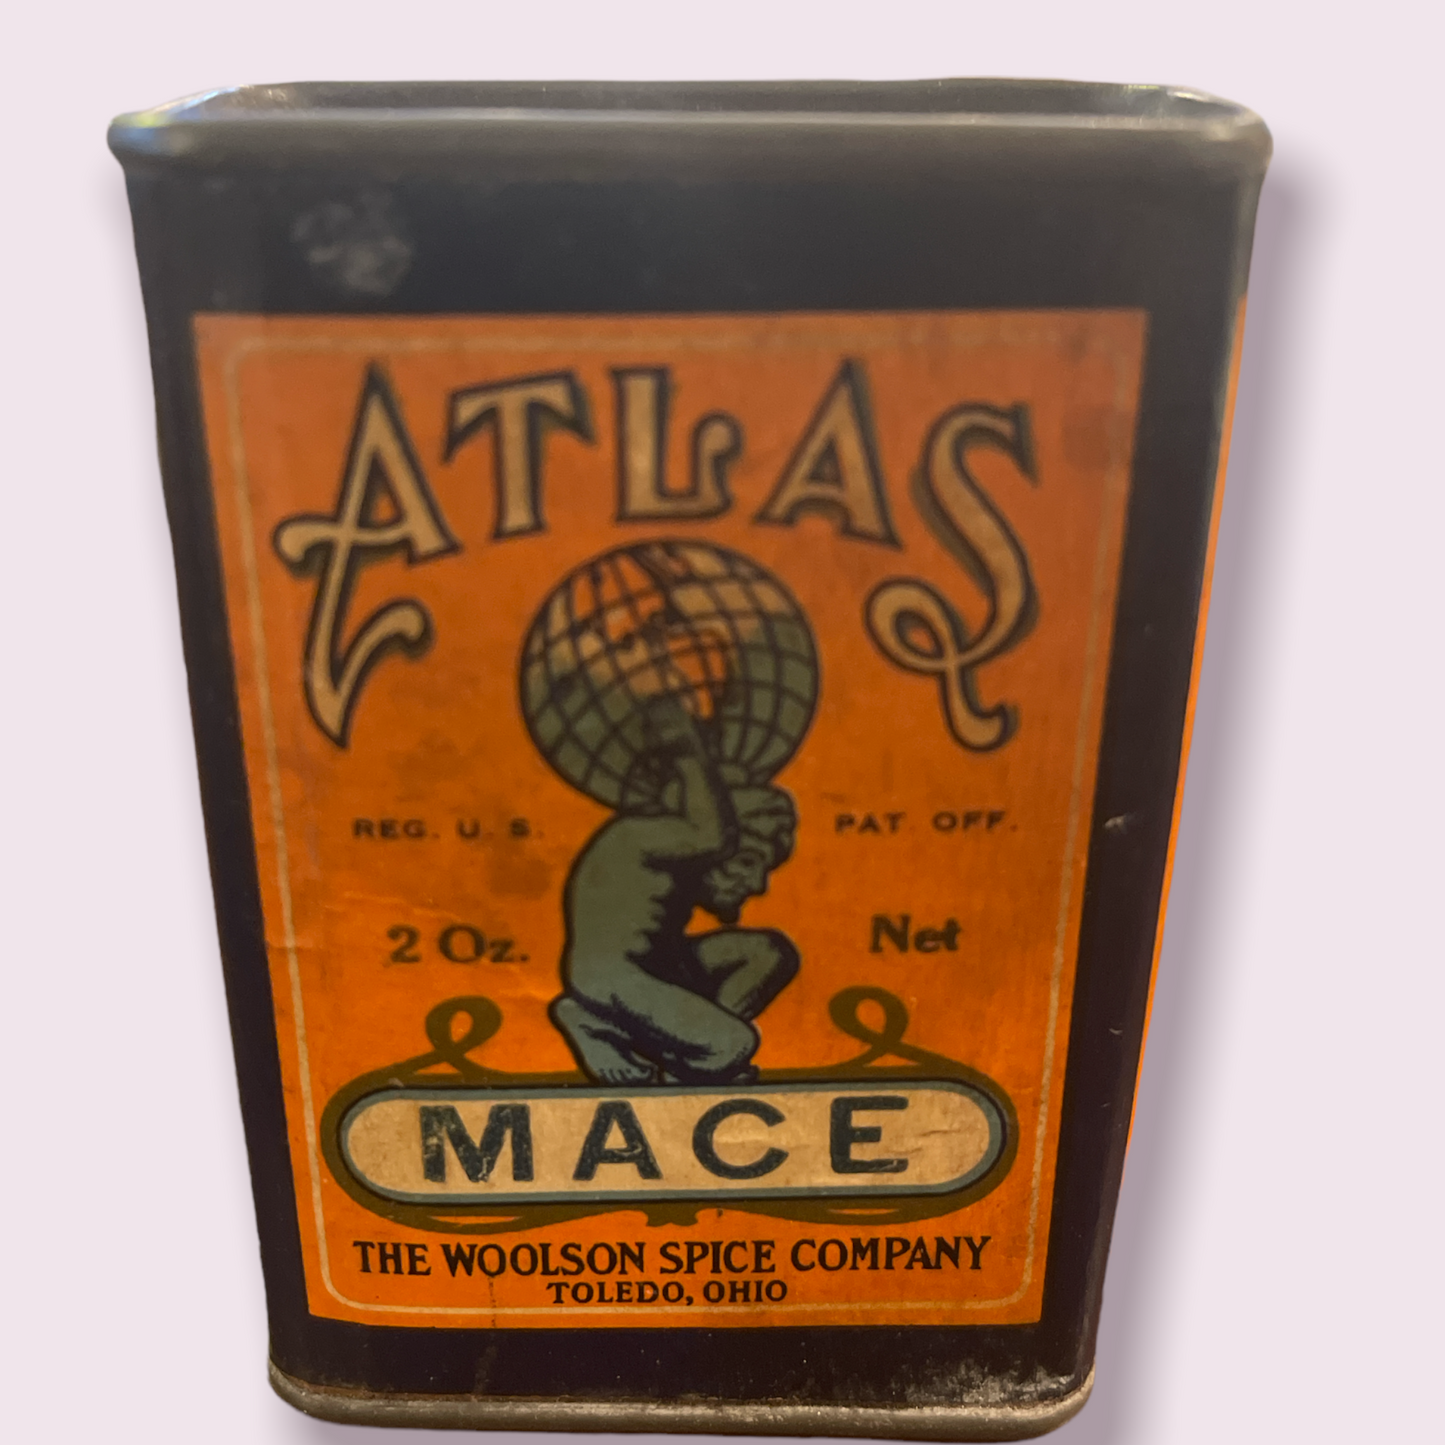 ATLAS
REG. U. S. PAT. OFF.
2 Oz. Net
MACE
THE WOOLSON SPICE COMPANY
TOLEDO, OHIO